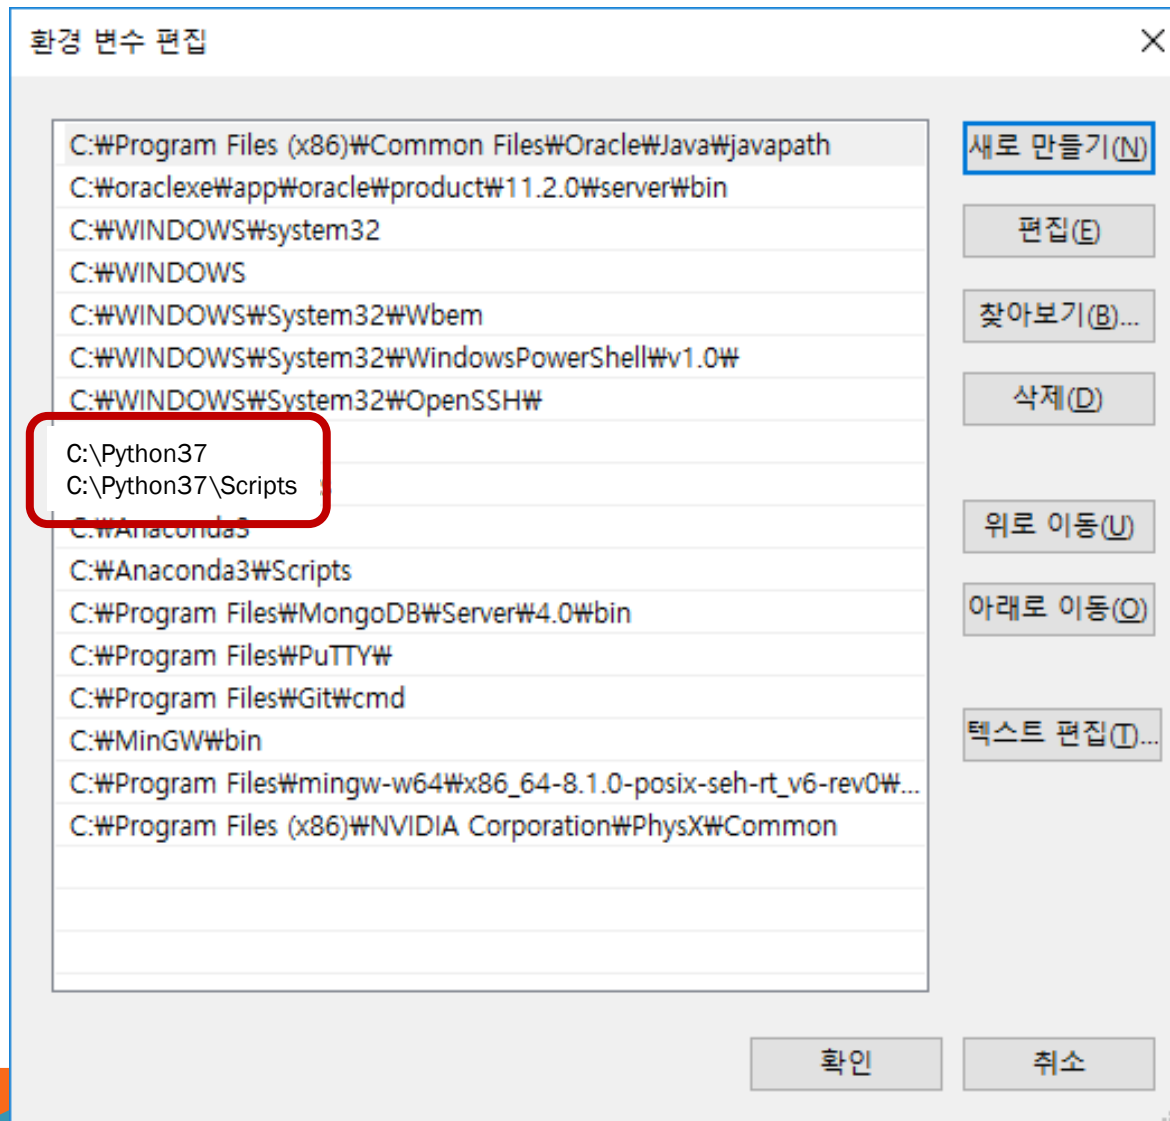 환경 변수 편집
C:₩Program Files (x86)₩Common Files₩Oracle₩Java₩javapath
C:₩oraclexe₩app₩oracle₩product₩11.2.0₩server₩bin
C:₩WINDOWS₩system32
C:₩WINDOWS
C:₩WINDOWS₩System32₩Wbem
C:₩WINDOWS₩System32₩WindowsPowerShell₩v1.0₩
C:₩WINDOWS₩System32₩OpenSSH₩
C:\Python37
C:\Python37\Scripts
C:₩Anaconda3
C:₩Anaconda3₩Scripts
C:₩Program Files₩MongoDB₩Server₩4.0₩bin
C:₩Program Files₩PuTTY₩
C:₩Program Files₩Git₩cmd
C:₩MinGW₩bin
C:₩Program Files₩mingw-w64₩x86_64-8.1.0-posix-seh-rt_v6-rev0₩...
C:₩Program Files (x86)₩NVIDIA Corporation₩PhysX₩Common
새로 만들기(N)
편집(E)
찾아보기(B)...
삭제(D)
위로 이동(U)
아래로 이동(O)
텍스트 편집(T)...
확인
취소